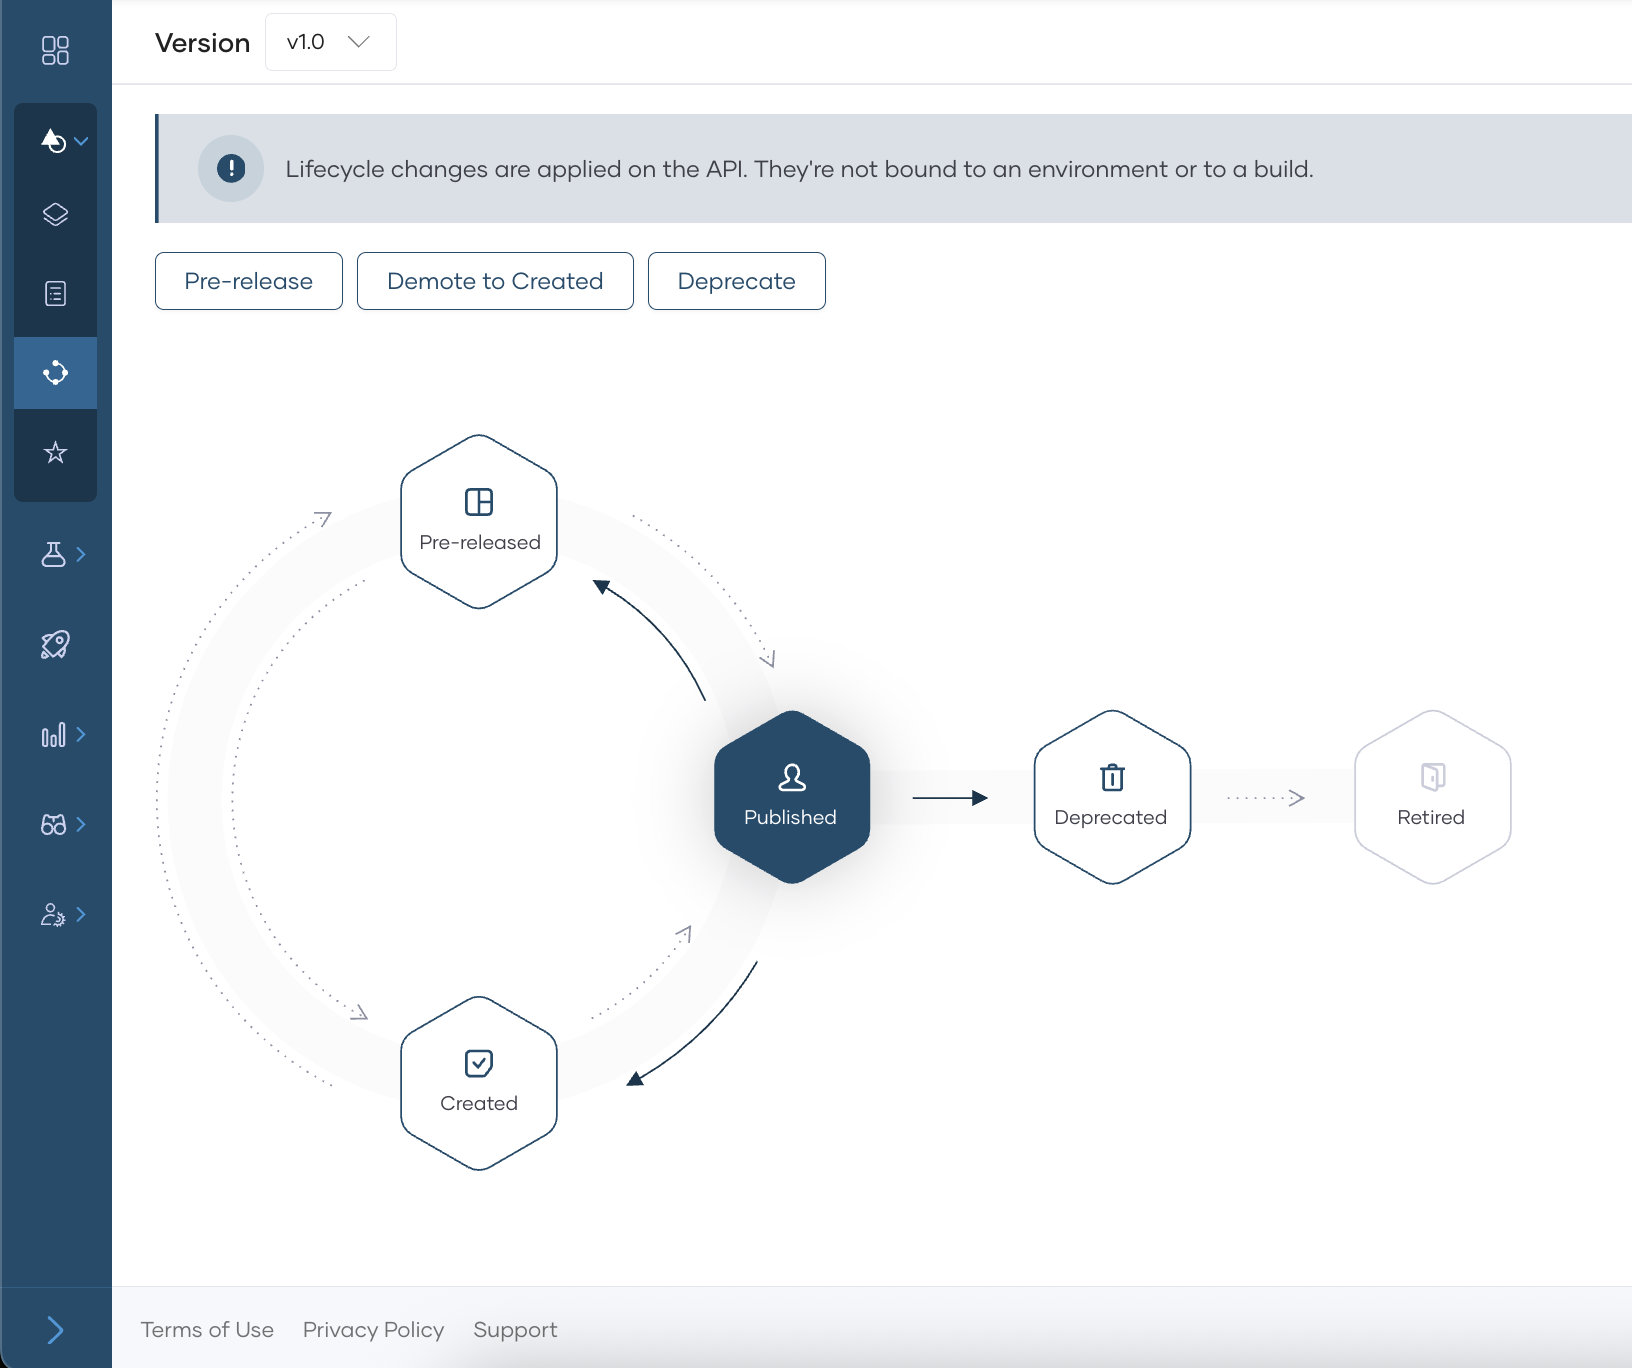 Version
v1.0
Lifecycle changes are applied on the API. They're not bound to an environment or to a build.
Pre-release
Demote to Created
Deprecate
Pre-released
Published
Deprecated
Retired
Created
Terms of Use
Privacy Policy
Support